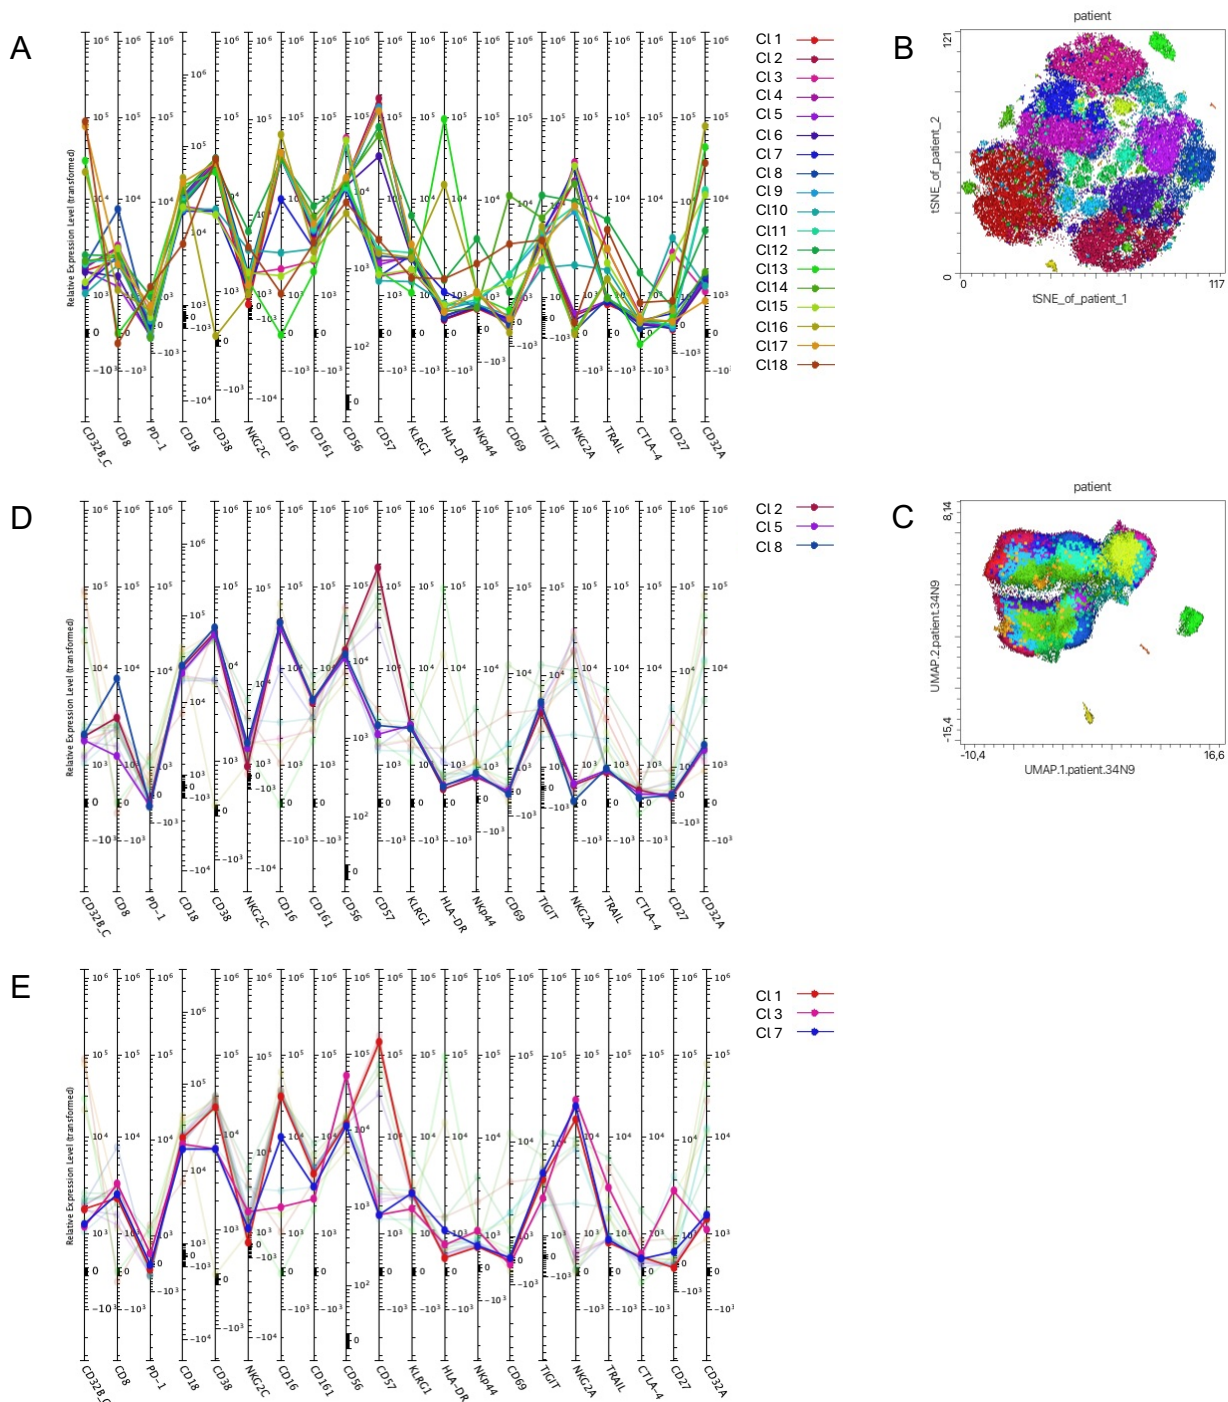 A
Relative Expression Level (transformed)
CD32B_C CD8 PD-1 CD18 CD38 NKG2C CD16 CD161 CD56 CD57 KLRG1 HLA-DR NKp44 CD69 TIGIT NKG2A TRAIL CTLA-4 CD27 CD32A
Cl 1
Cl 2
Cl 3
Cl 4
Cl 5
Cl 6
Cl 7
Cl 8
Cl 9
Cl10
Cl11
Cl12
Cl13
Cl14
Cl15
Cl16
Cl17
Cl18
B
patient
121
tSNE_of_patient_2
0
0 117
tSNE_of_patient_1
D
Relative Expression Level (transformed)
CD32B_C CD8 PD-1 CD18 CD38 NKG2C CD16 CD161 CD56 CD57 KLRG1 HLA-DR NKp44 CD69 TIGIT NKG2A TRAIL CTLA-4 CD27 CD32A
Cl 2
Cl 5
Cl 8
C
patient
8,14
UMAP.2.patient.34N9
-15,4
-10,4 16,6
UMAP.1.patient.34N9
E
Relative Expression Level (transformed)
CD32B_C CD8 PD-1 CD18 CD38 NKG2C CD16 CD161 CD56 CD57 KLRG1 HLA-DR NKp44 CD69 TIGIT NKG2A TRAIL CTLA-4 CD27 CD32A
Cl 1
Cl 3
Cl 7